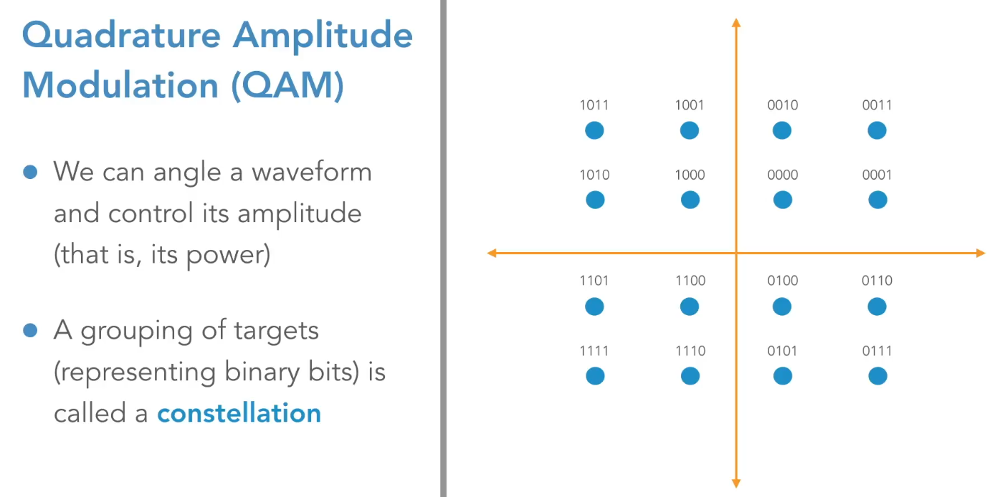 Quadrature Amplitude
Modulation (QAM)
We can angle a waveform
and control its amplitude
(that is, its power)
A grouping of targets
(representing binary bits) is
called a constellation
1011 1001 0010 0011
1010 1000 0000 0001
1101 1100 0100 0110
1111 1110 0101 0111